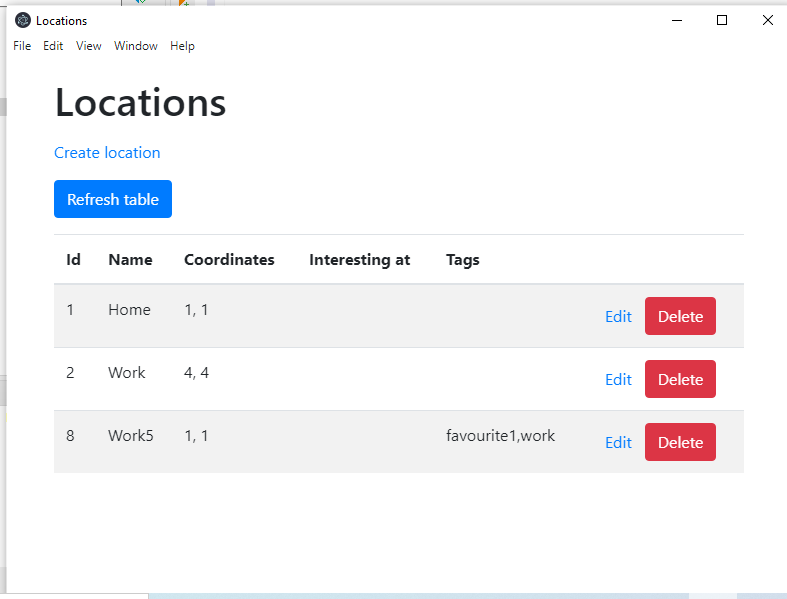 Locations
File Edit View Window Help
Locations
Create location
Refresh table
Id Name Coordinates Interesting at Tags
1 Home 1, 1 Edit Delete
2 Work 4, 4 Edit Delete
8 Work5 1, 1 favourite1,work Edit Delete